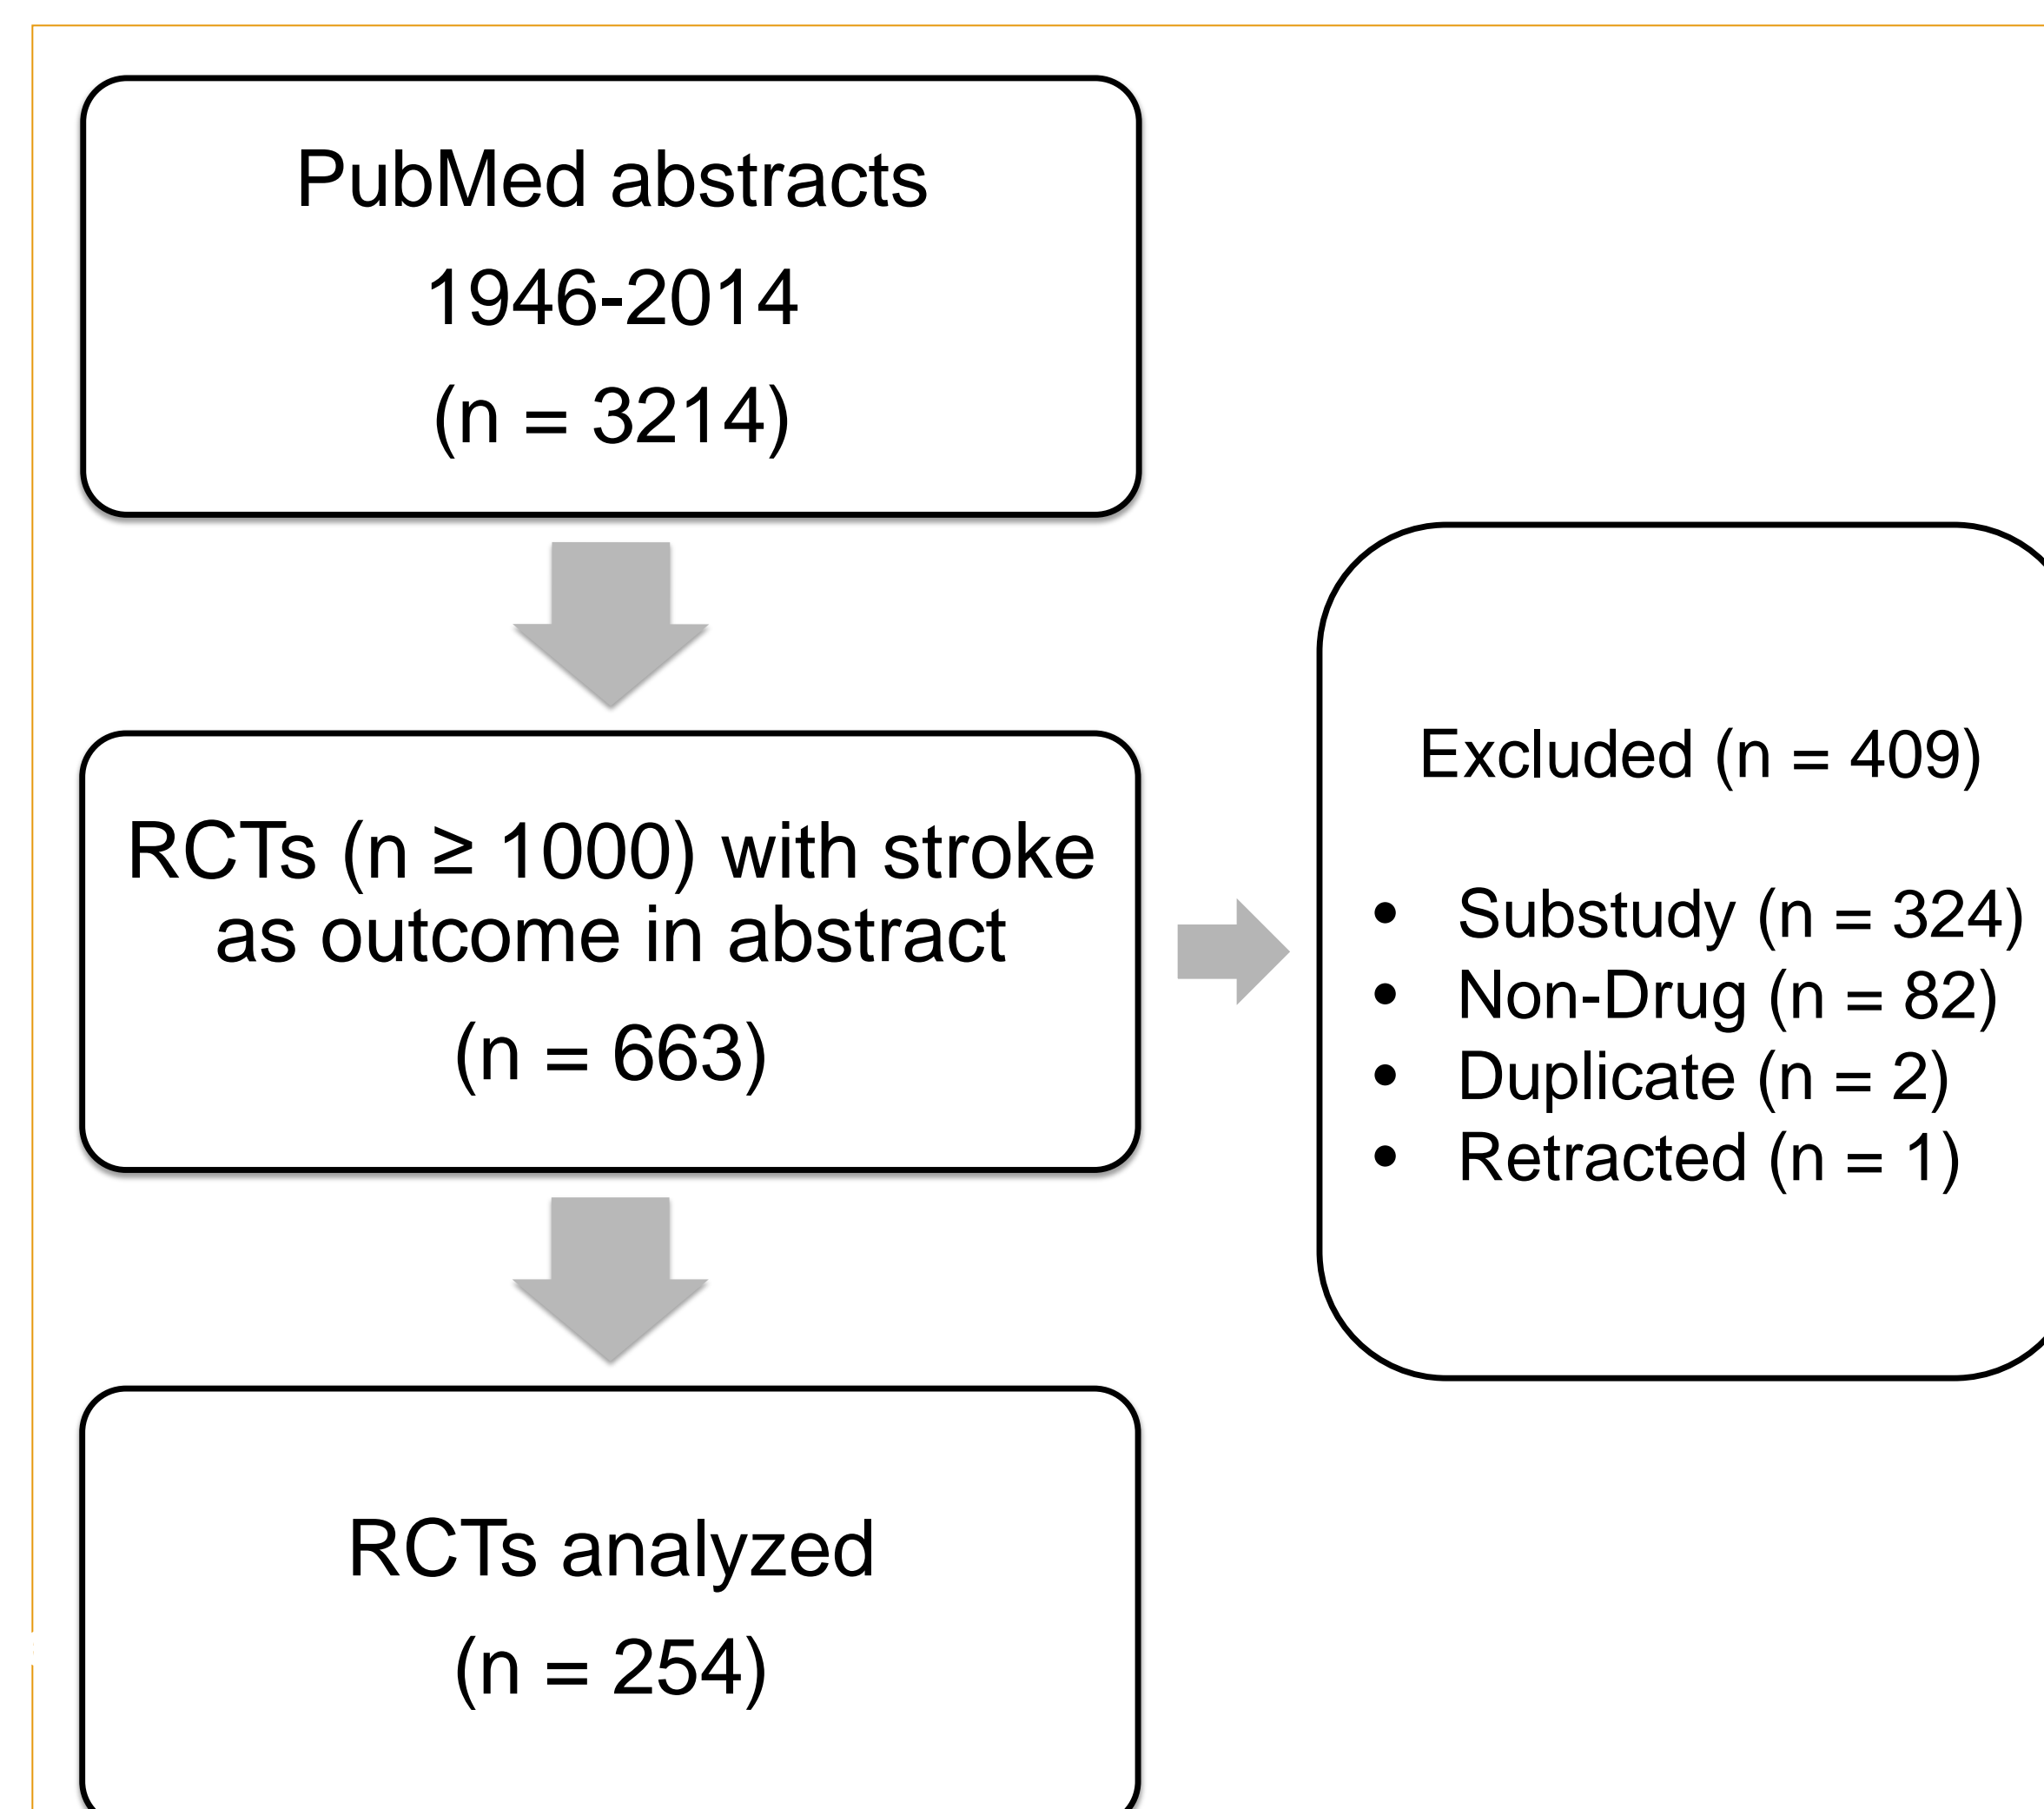 PubMed abstracts
1946-2014
(n = 3214)
RCTs (n ≥ 1000) with stroke
as outcome in abstract
(n = 663)
Excluded (n = 409)
• Substudy (n = 324)
• Non-Drug (n = 82)
• Duplicate (n = 2)
• Retracted (n = 1)
RCTs analyzed
(n = 254)